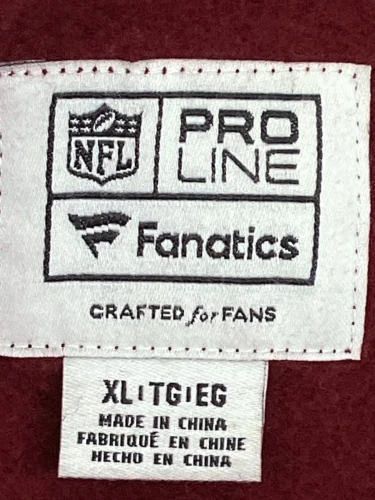 NFL
PRO
LINE
Fanatics
CRAFTED for FANS
XL TG EG
MADE IN CHINA
FABRIQUÉ EN CHINE
HECHO EN CHINA